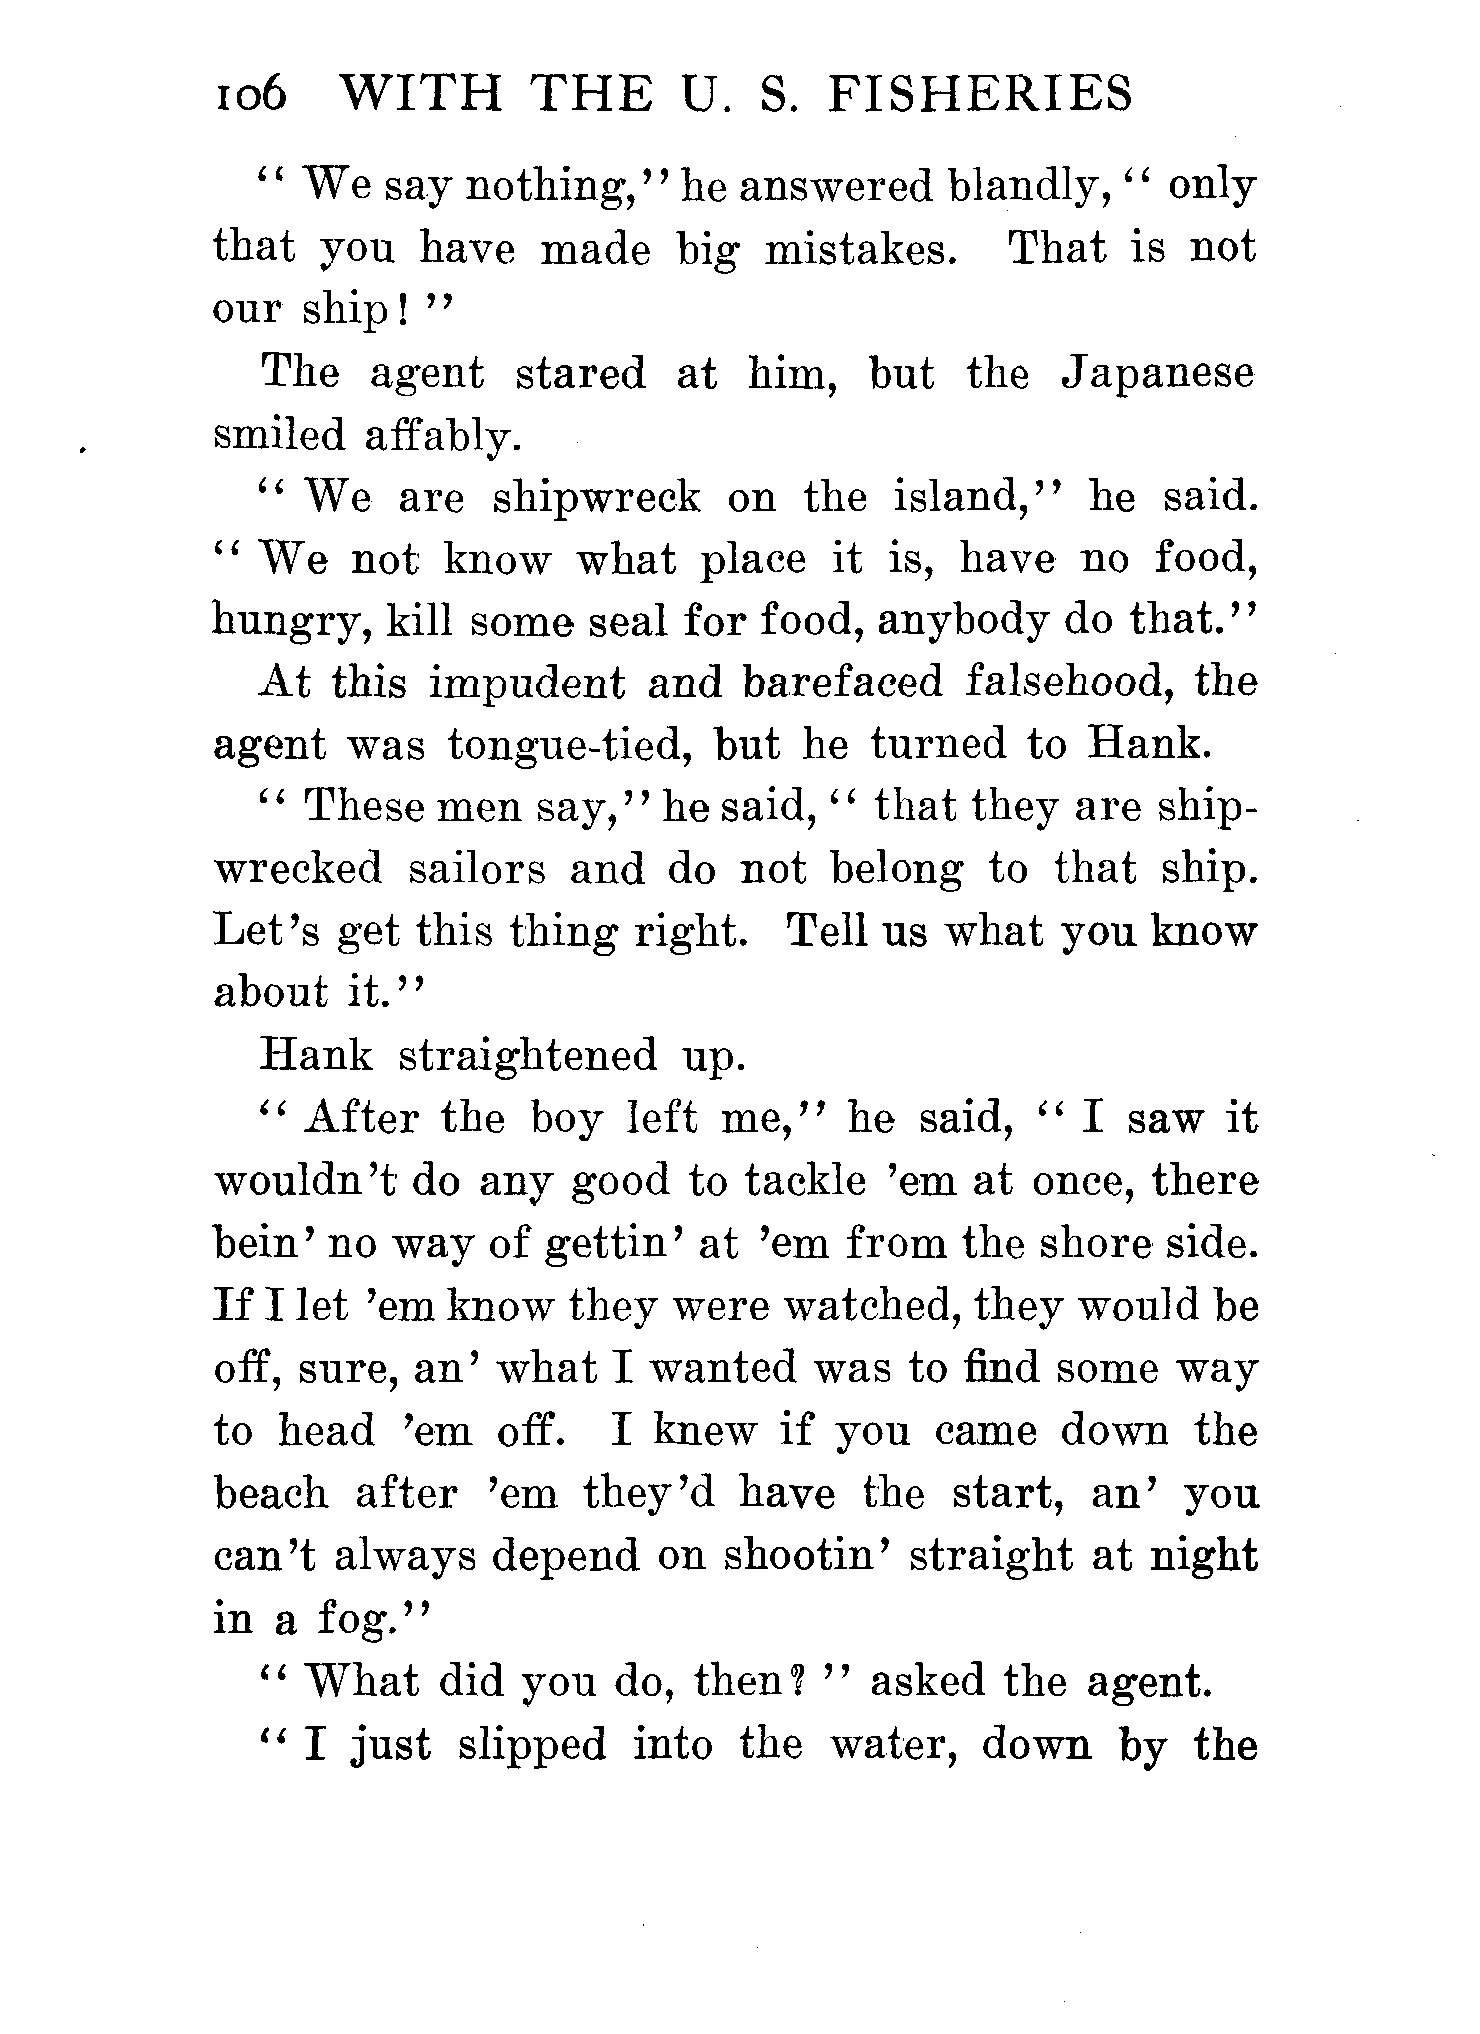 106 WITH THE U. S. FISHERIES
“ We say nothing,” he answered blandly, “ only
that you have made big mistakes. That is not
our ship! ”
The agent stared at him, but the Japanese
smiled affably.
“ We are shipwreck on the island,” he said.
“ We not know what place it is, have no food,
hungry, kill some seal for food, anybody do that.”
At this impudent and barefaced falsehood, the
agent was tongue-tied, but he turned to Hank.
“ These men say,” he said, “ that they are ship-
wrecked sailors and do not belong to that ship.
Let’s get this thing right. Tell us what you know
about it.”
Hank straightened up.
“ After the boy left me,” he said, “ I saw it
wouldn’t do any good to tackle ’em at once, there
bein’ no way of gettin’ at ’em from the shore side.
If I let ’em know they were watched, they would be
off, sure, an’ what I wanted was to find some way
to head ’em off. I knew if you came down the
beach after ’em they’d have the start, an’ you
can’t always depend on shootin’ straight at night
in a fog.”
“ What did you do, then? ” asked the agent.
“ I just slipped into the water, down by the